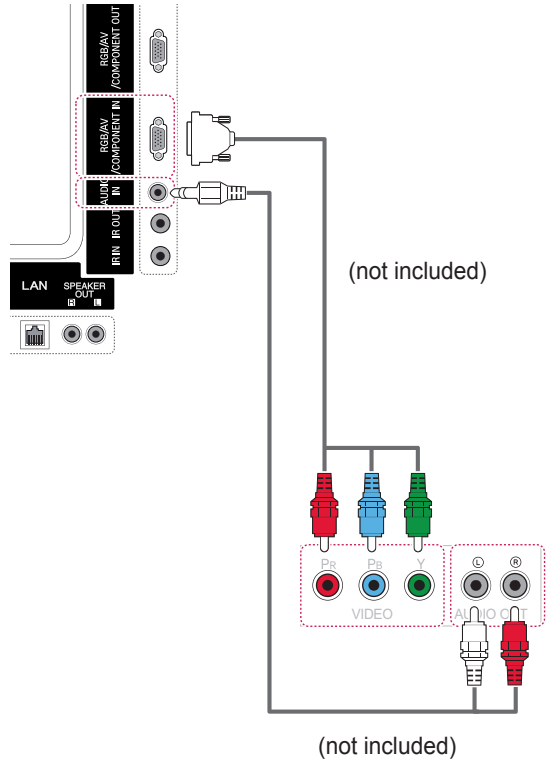 RGB/AV
/COMPONENT OUT
RGB/AV
/COMPONENT IN
AUDIO
IN
IR OUT
IR IN
LAN
SPEAKER
OUT
R L
(not included)
PR PB Y
VIDEO
L R
AUDIO OUT
(not included)